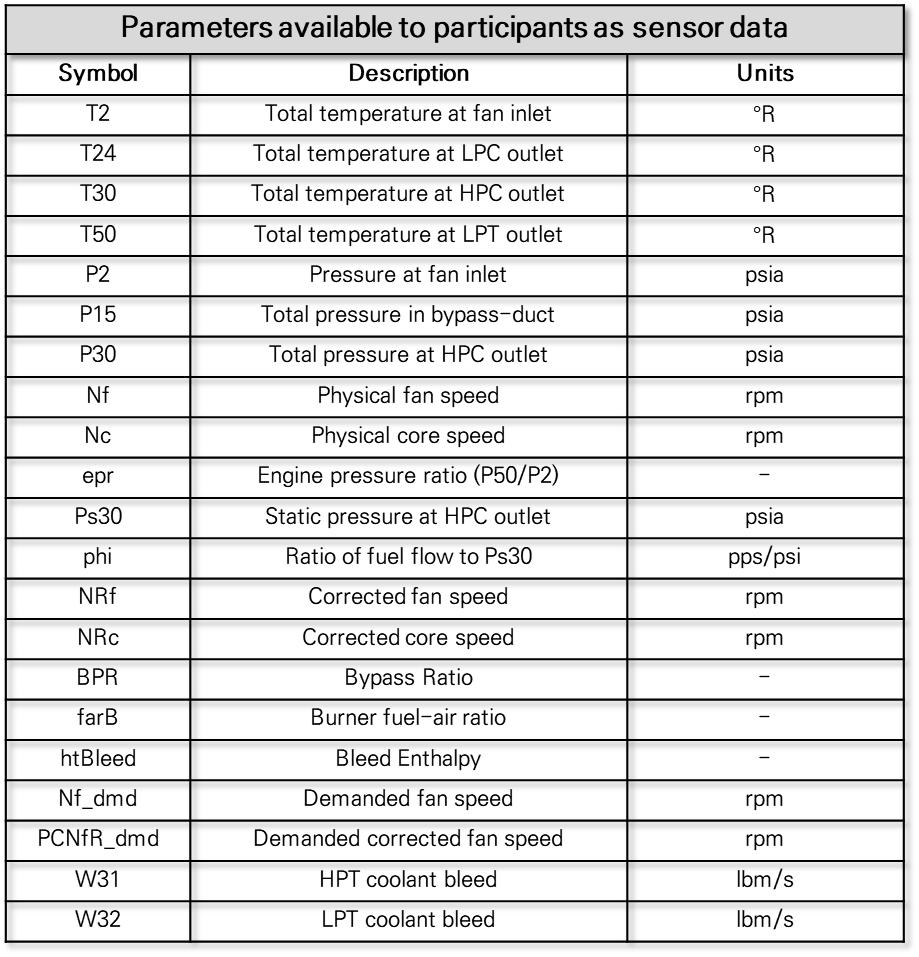 Parameters available to participants as sensor data
Symbol Description Units
T2 Total temperature at fan inlet °R
T24 Total temperature at LPC outlet °R
T30 Total temperature at HPC outlet °R
T50 Total temperature at LPT outlet °R
P2 Pressure at fan inlet psia
P15 Total pressure in bypass-duct psia
P30 Total pressure at HPC outlet psia
Nf Physical fan speed rpm
Nc Physical core speed rpm
epr Engine pressure ratio (P50/P2) -
Ps30 Static pressure at HPC outlet psia
phi Ratio of fuel flow to Ps30 pps/psi
NRf Corrected fan speed rpm
NRc Corrected core speed rpm
BPR Bypass Ratio -
farB Burner fuel-air ratio -
htBleed Bleed Enthalpy -
Nf_dmd Demanded fan speed rpm
PCNfR_dmd Demanded corrected fan speed rpm
W31 HPT coolant bleed lbm/s
W32 LPT coolant bleed lbm/s